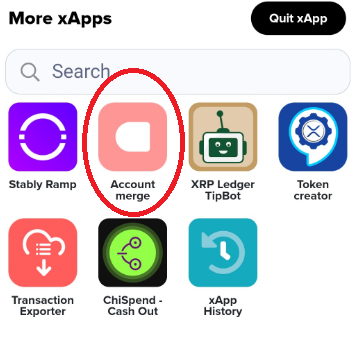 More xApps
Quit xApp
Search
Stably Ramp
Account
merge
XRP Ledger
TipBot
Token
creator
Transaction
Exporter
ChiSpend -
Cash Out
xApp
History